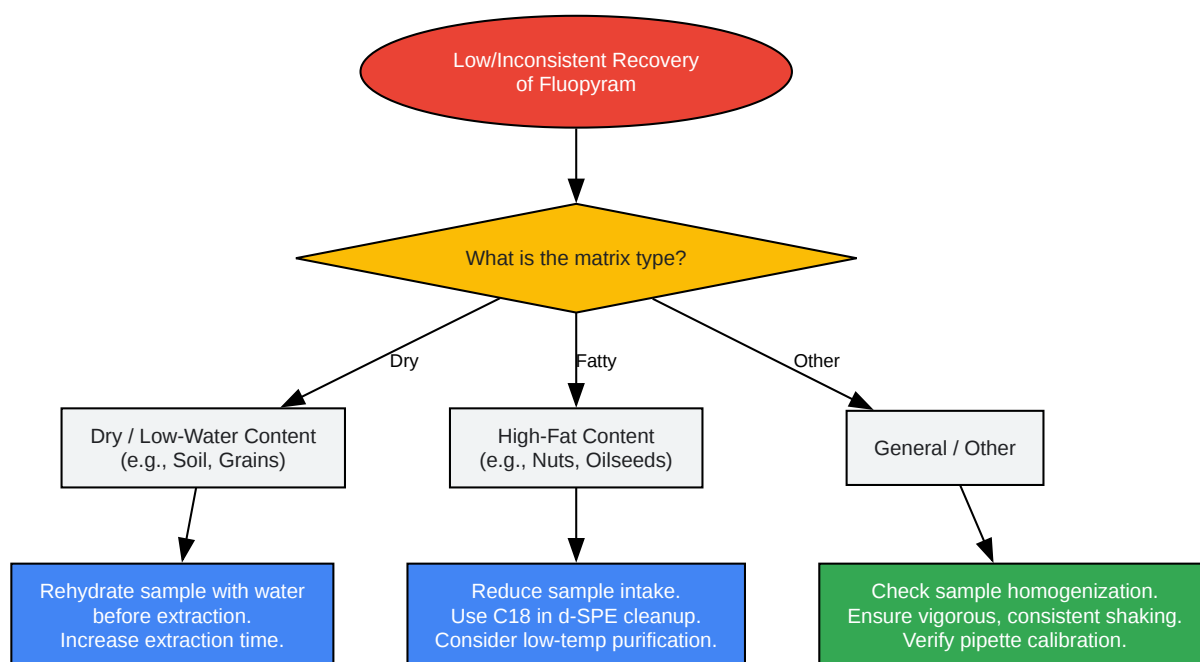 Low/Inconsistent Recovery
of Fluopyram
What is the matrix type?
Dry
Fatty
Other
Dry / Low-Water Content
(e.g., Soil, Grains)
High-Fat Content
(e.g., Nuts, Oilseeds)
General / Other
Rehydrate sample with water
before extraction.
Increase extraction time.
Reduce sample intake.
Use C18 in d-SPE cleanup.
Consider low-temp purification.
Check sample homogenization.
Ensure vigorous, consistent shaking.
Verify pipette calibration.